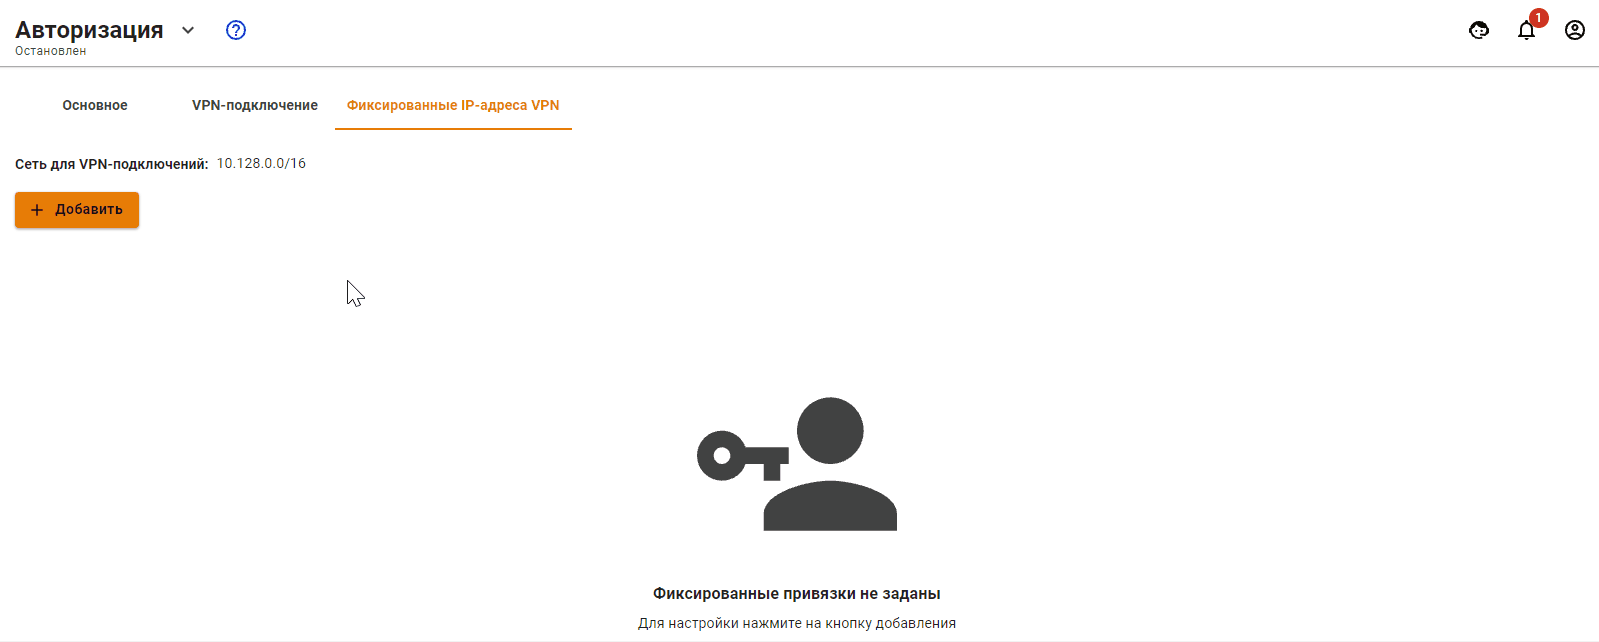 Авторизация
Остановлен
1
Основное VPN-подключение Фиксированные IP-адреса VPN
Сеть для VPN-подключений: 10.128.0.0/16
+ Добавить
Фиксированные привязки не заданы
Для настройки нажмите на кнопку добавления